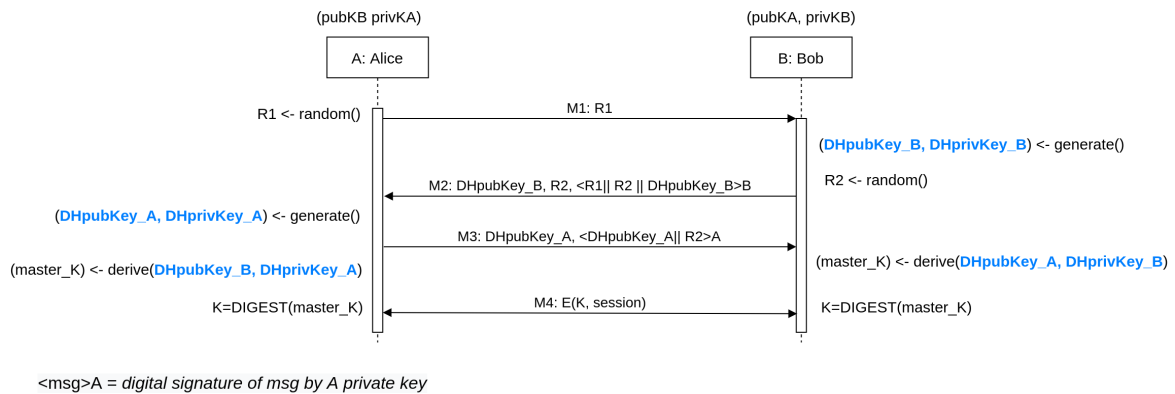 (pubKB privKA)
(pubKA, privKB)
A: Alice
B: Bob
R1 <- random()
M1: R1
(DHpubKey_B, DHprivKey_B) <- generate()
R2 <- random()
M2: DHpubKey_B, R2, <R1|| R2 || DHpubKey_B>B
(DHpubKey_A, DHprivKey_A) <- generate()
M3: DHpubKey_A, <DHpubKey_A|| R2>A
(master_K) <- derive(DHpubKey_B, DHprivKey_A)
(master_K) <- derive(DHpubKey_A, DHprivKey_B)
K=DIGEST(master_K)
M4: E(K, session)
K=DIGEST(master_K)
<msg>A = digital signature of msg by A private key